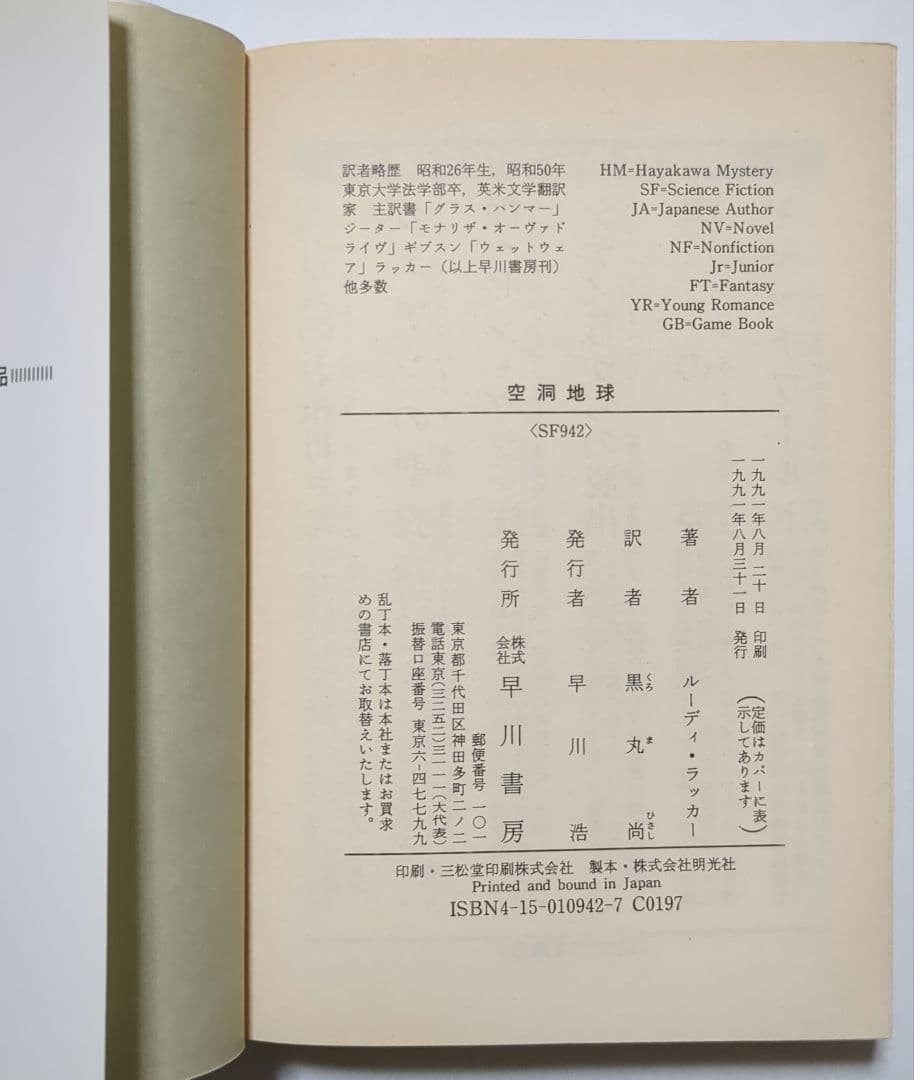 品
訳者略歴　昭和26年生，昭和50年
東京大学法学部卒，英米文学翻訳
家　主訳書「グラス・ハンマー」
ジーター「モナリザ・オーヴァド
ライヴ」ギブスン「ウェットウェ
ア」ラッカー（以上早川書房刊）
他多数
HM=Hayakawa Mystery
SF=Science Fiction
JA=Japanese Author
NV=Novel
NF=Nonfiction
Jr=Junior
FT=Fantasy
YR=Young Romance
GB=Game Book
空洞地球
〈SF942〉
一九九一年八月二十日　印刷
一九九一年八月三十一日　発行
（定価はカバーに表
示してあります）
著者　ルーディ・ラッカー
訳者　黒丸尚
くろ　ま　ひさし
発行者　早川浩
発行所　株式会社　早川書房
郵便番号　一〇一
東京都千代田区神田多町二ノ二
電話東京(三二五二)三一一一(大代表)
振替口座番号　東京六-四七七九九
乱丁本・落丁本は本社またはお買求
めの書店にてお取替えいたします。
印刷・三松堂印刷株式会社　製本・株式会社明光社
Printed and bound in Japan
ISBN4-15-010942-7 C0197